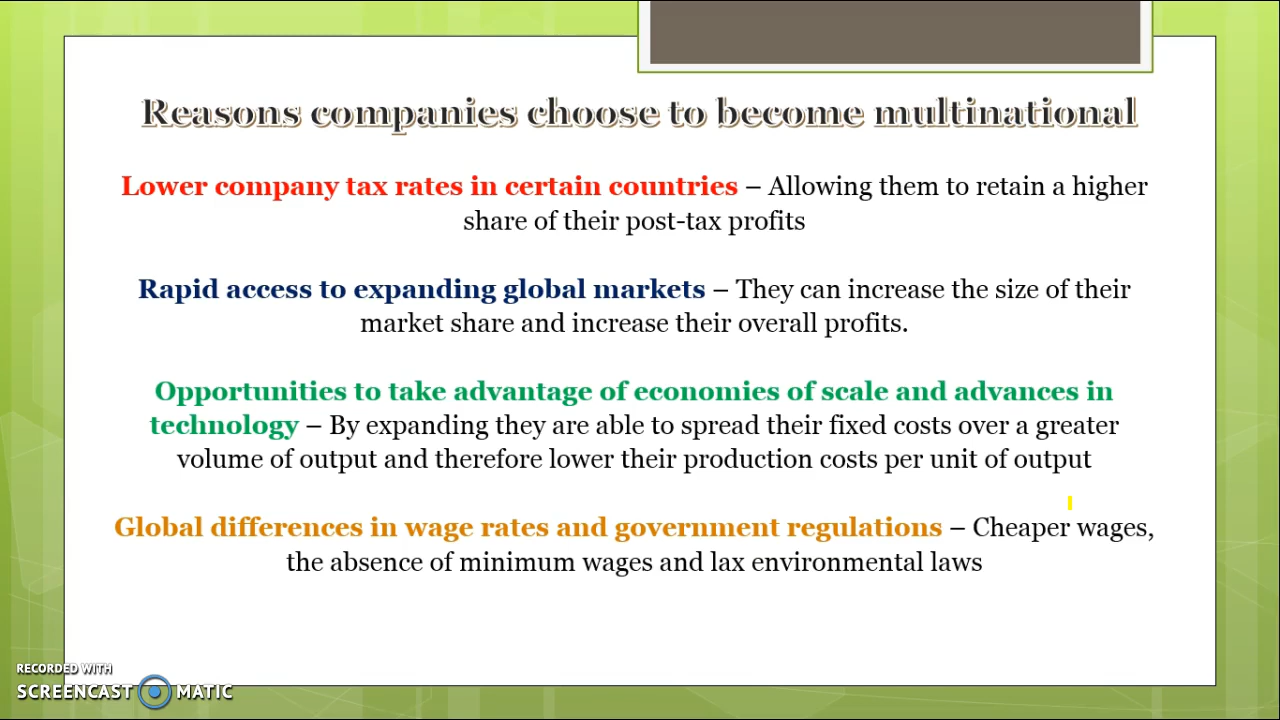 Reasons companies choose to become multinational
Lower company tax rates in certain countries – Allowing them to retain a higher
share of their post-tax profits
Rapid access to expanding global markets – They can increase the size of their
market share and increase their overall profits.
Opportunities to take advantage of economies of scale and advances in
technology – By expanding they are able to spread their fixed costs over a greater
volume of output and therefore lower their production costs per unit of output
Global differences in wage rates and government regulations – Cheaper wages,
the absence of minimum wages and lax environmental laws
RECORDED WITH
SCREENCAST MATIC